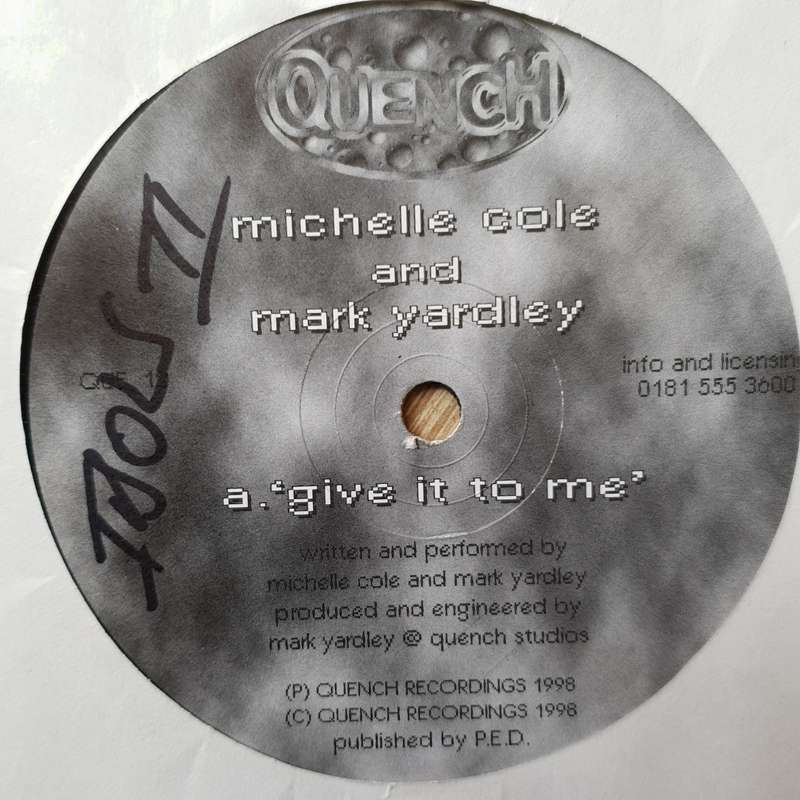 QUENCH
michelle cole
and
mark yardley
info and licensing
0181 555 3600
a.‘give it to me’
written and performed by
michelle cole and mark yardley
produced and engineered by
mark yardley @ quench studios
(P) QUENCH RECORDINGS 1998
(C) QUENCH RECORDINGS 1998
published by P.E.D.